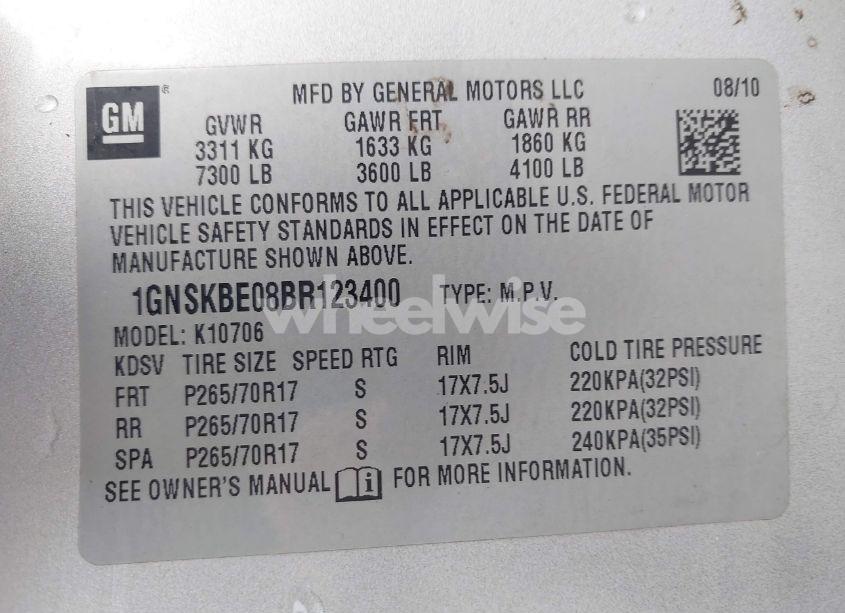 MFD BY GENERAL MOTORS LLC 08/10
GM ®
GVWR GAWR FRT GAWR RR
3311 KG 1633 KG 1860 KG
7300 LB 3600 LB 4100 LB
THIS VEHICLE CONFORMS TO ALL APPLICABLE U.S. FEDERAL MOTOR
VEHICLE SAFETY STANDARDS IN EFFECT ON THE DATE OF
MANUFACTURE SHOWN ABOVE.
1GNSKBE08BR123400 TYPE: M.P.V.
wheelwise
MODEL: K10706
KDSV TIRE SIZE SPEED RTG RIM COLD TIRE PRESSURE
FRT P265/70R17 S 17X7.5J 220KPA(32PSI)
RR P265/70R17 S 17X7.5J 220KPA(32PSI)
SPA P265/70R17 S 17X7.5J 240KPA(35PSI)
SEE OWNER'S MANUAL i FOR MORE INFORMATION.